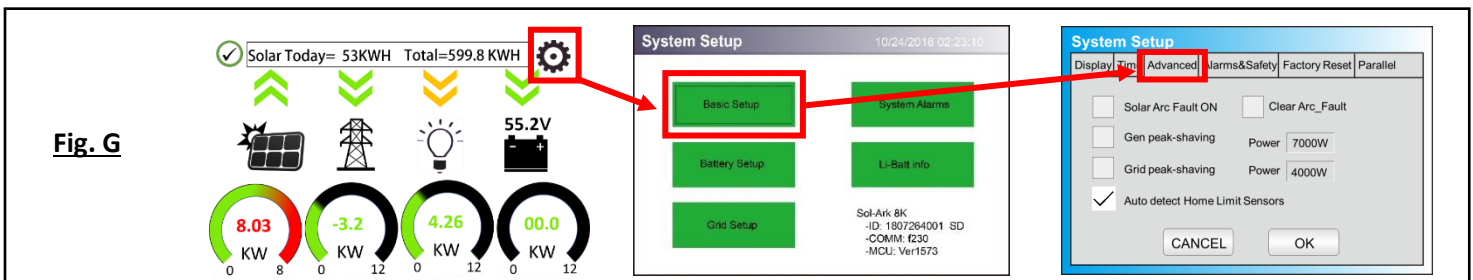 Fig. G
Solar Today= 53KWH Total=599.8 KWH
55.2V
- +
8.03
KW
0 8
-3.2
KW
0 12
4.26
KW
0 12
00.0
KW
0 12
System Setup 10/24/2018 02:23:10
Basic Setup System Alarms
Battery Setup Li-Batt info
Grid Setup
Sol-Ark 8K
-ID: 1807264001 SD
-COMM: f230
-MCU: Ver1573
System Setup
Display Time Advanced Alarms&Safety Factory Reset Parallel
Solar Arc Fault ON Clear Arc_Fault
Gen peak-shaving Power 7000W
Grid peak-shaving Power 4000W
Auto detect Home Limit Sensors
CANCEL OK